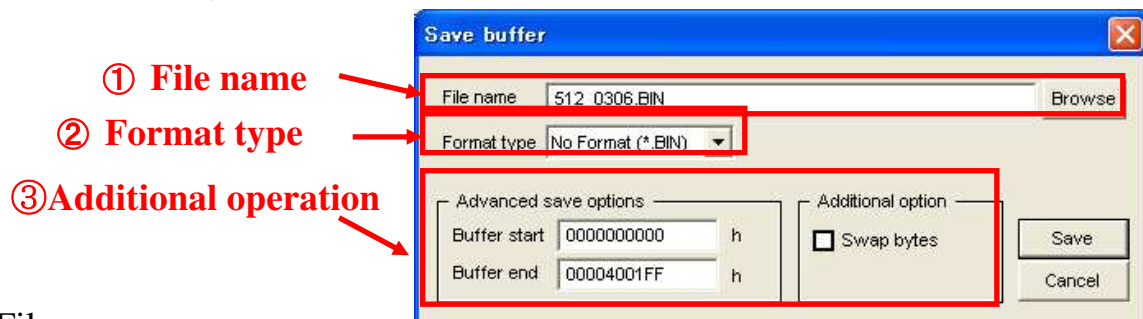 Save buffer
① File name
File name 512_0306.BIN Browse
② Format type
Format type No Format (*.BIN)
③Additional operation
Advanced save options Additional option
Buffer start 0000000000 h Swap bytes Save
Buffer end 00004001FF h Cancel